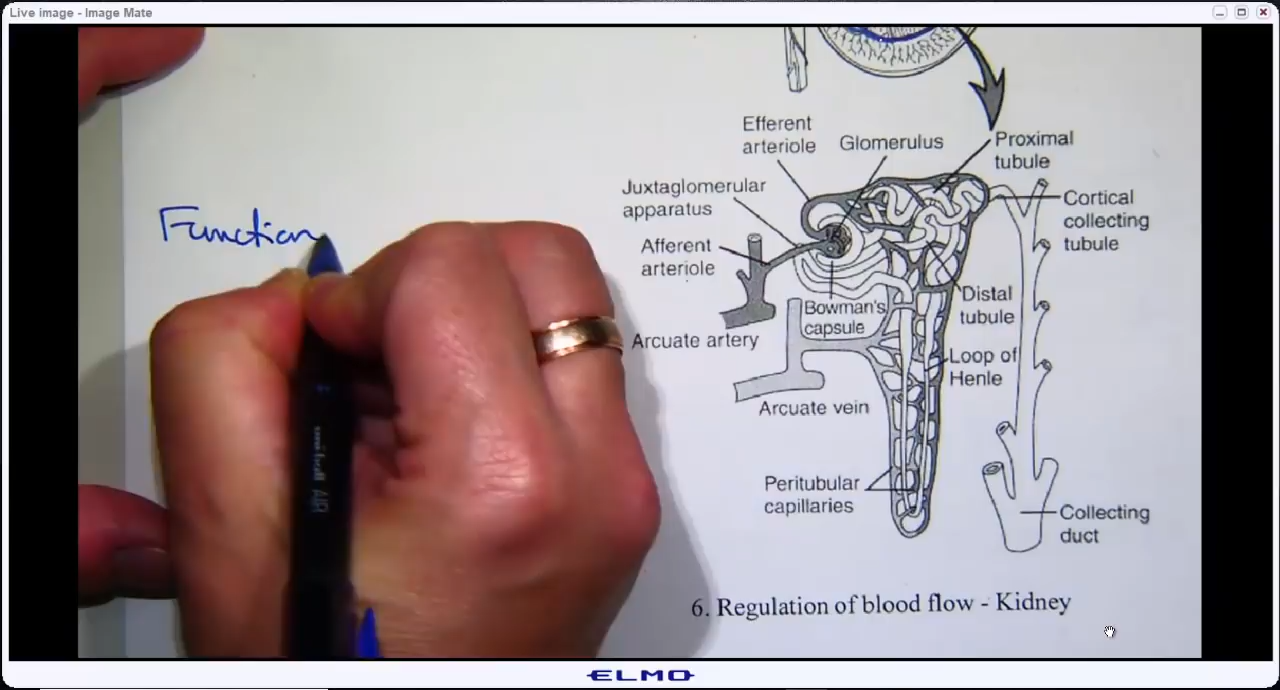 Live image - Image Mate
Efferent
arteriole
Glomerulus
Proximal
tubule
Juxtaglomerular
apparatus
Cortical
collecting
tubule
Function
Afferent
arteriole
Bowman's
capsule
Distal
tubule
Arcuate artery
Loop of
Henle
Arcuate vein
Peritubular
capillaries
Collecting
duct
6. Regulation of blood flow - Kidney
ELMO